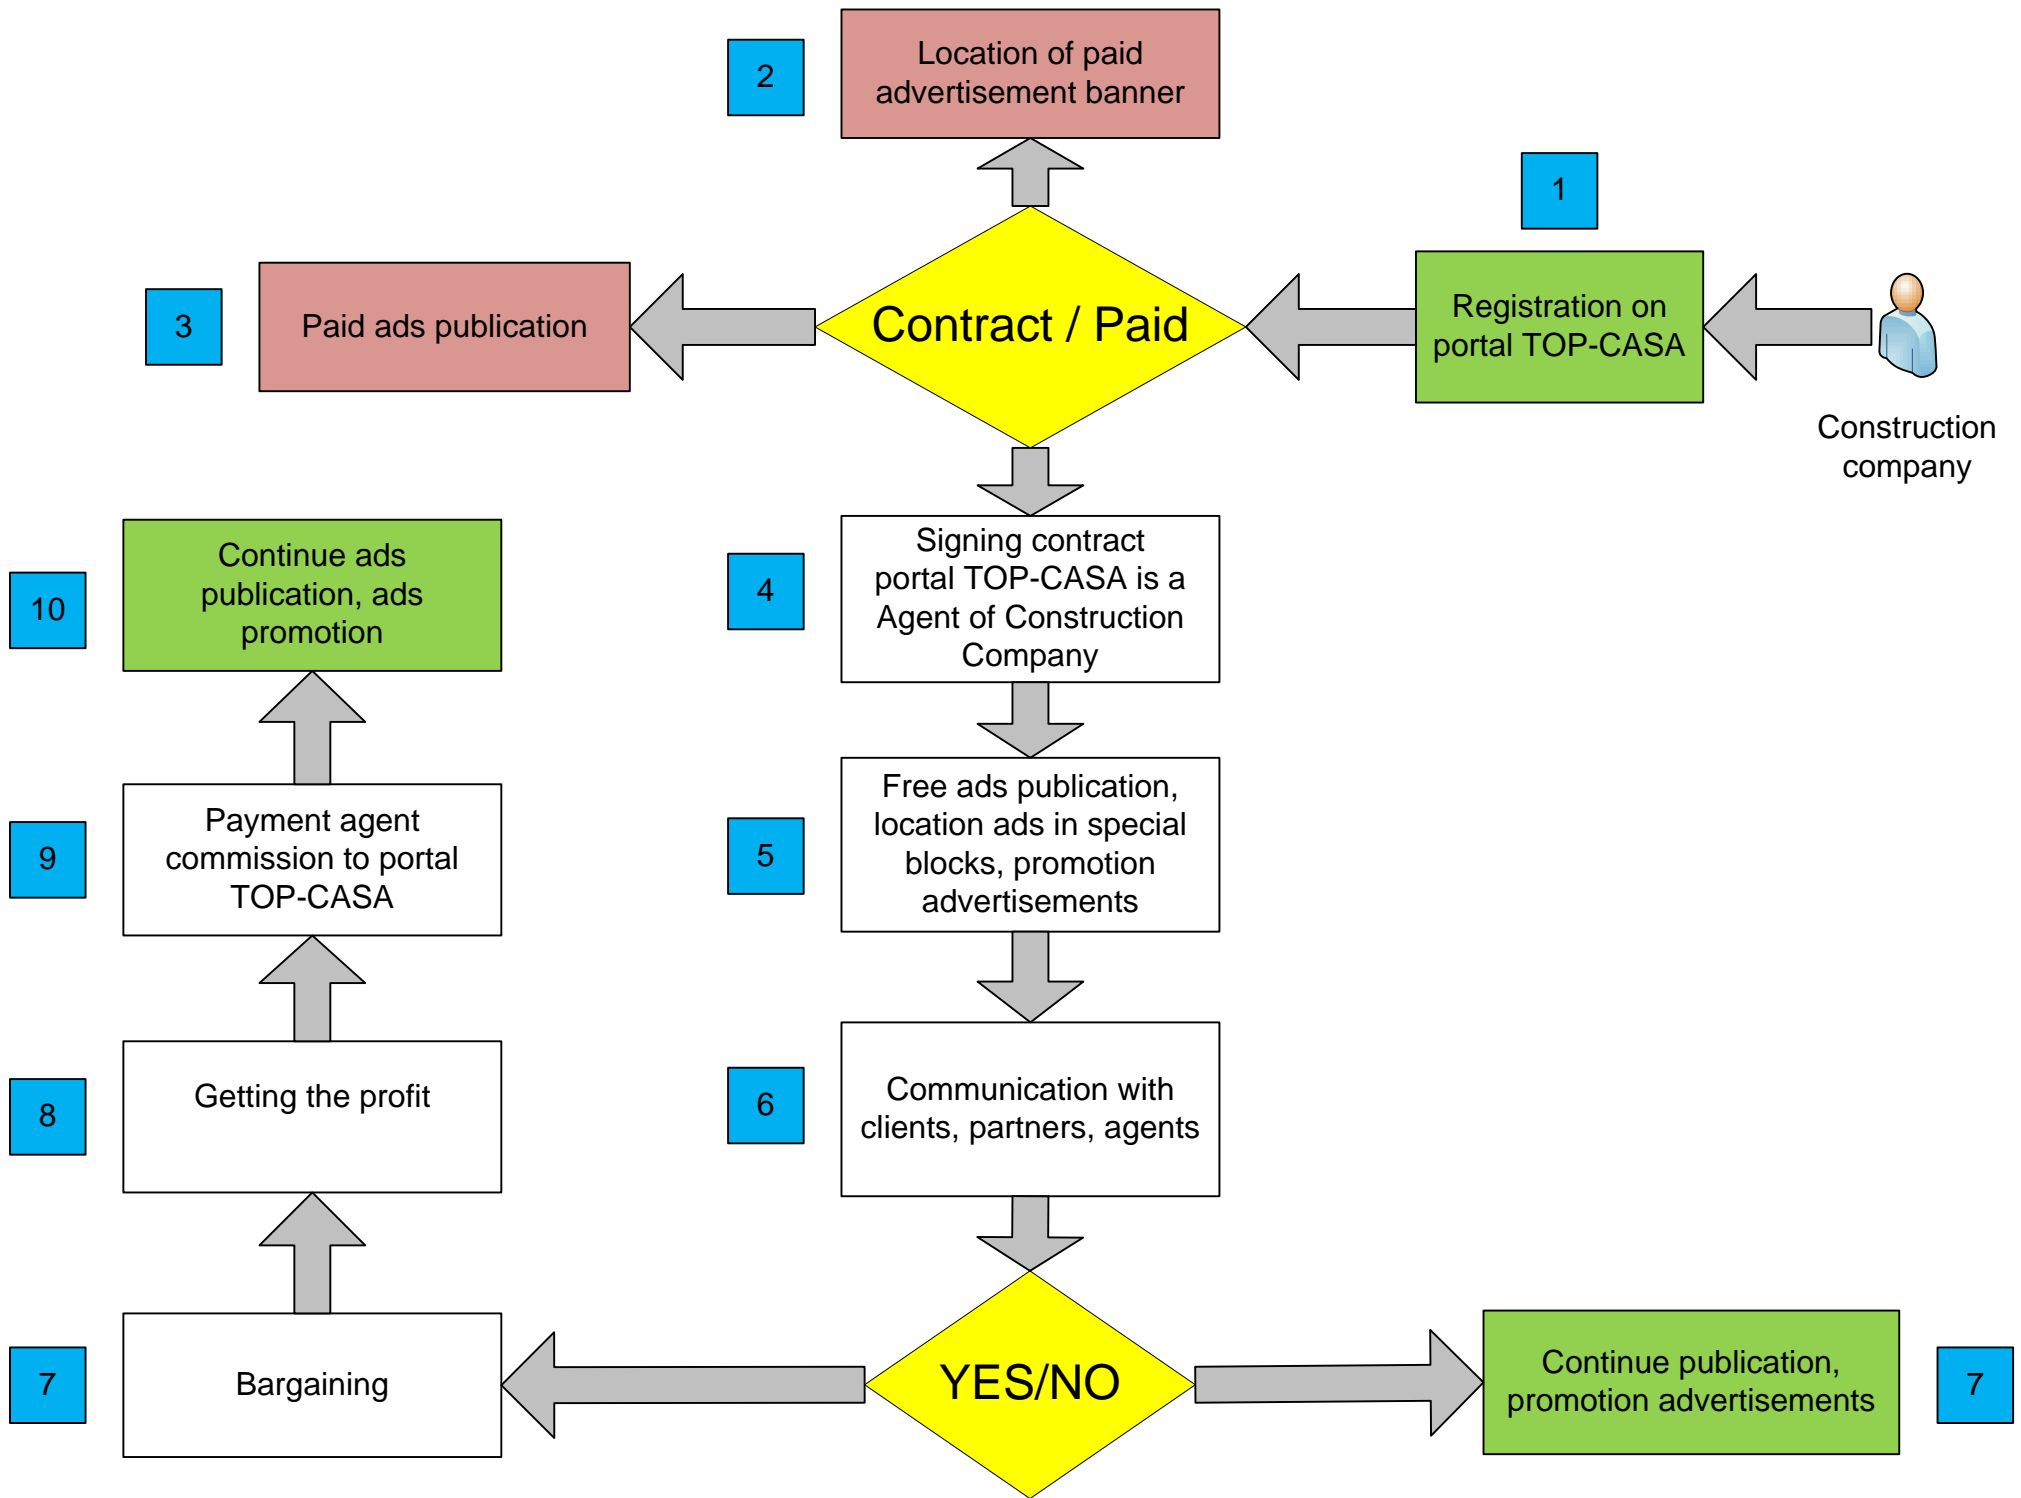 2
Location of paid
advertisement banner
1
3
Paid ads publication
Contract / Paid
Registration on
portal TOP-CASA
Construction
company
10
Continue ads
publication, ads
promotion
4
Signing contract
portal TOP-CASA is a
Agent of Construction
Company
9
Payment agent
commission to portal
TOP-CASA
5
Free ads publication,
location ads in special
blocks, promotion
advertisements
8
Getting the profit
6
Communication with
clients, partners, agents
7
Bargaining
YES/NO
Continue publication,
promotion advertisements
7